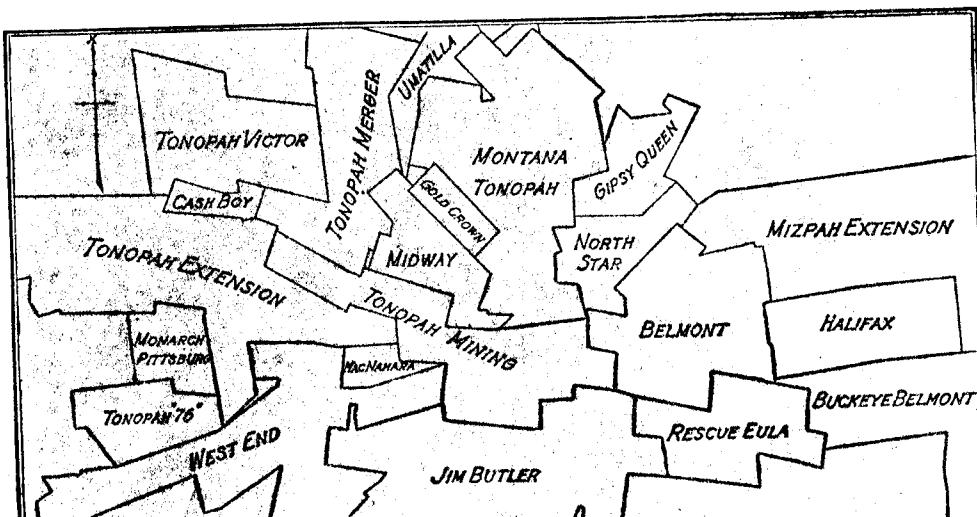 UMATILLA
TONOPAH VICTOR
TONOPAH MERGER
MONTANA
TONOPAH
GIPSY QUEEN
CASH BOY
GOLD CROWN
TONOPAH EXTENSION
MIDWAY
NORTH
STAR
MIZPAH EXTENSION
TONOPAH MINING
BELMONT
HALIFAX
MONARCH
PITTSBURG
MACNAMARA
TONOPAH "76"
WEST END
JIM BUTLER
RESCUE EULA
BUCKEYE BELMONT